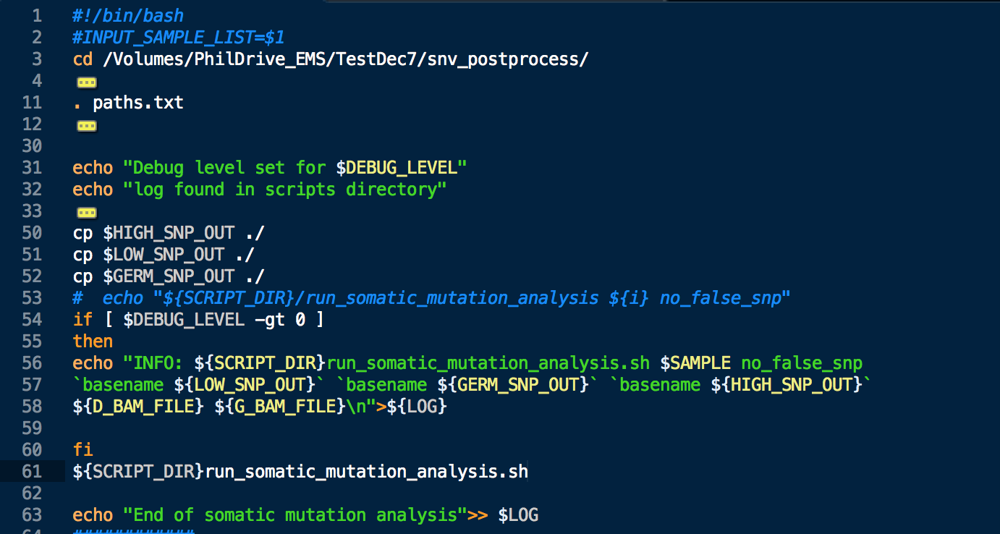 1 #!/bin/bash
2 #INPUT_SAMPLE_LIST=$1
3 cd /Volumes/PhilDrive_EMS/TestDec7/snv_postprocess/
4
11 . paths.txt
12
30
31 echo "Debug level set for $DEBUG_LEVEL"
32 echo "log found in scripts directory"
33
50 cp $HIGH_SNP_OUT ./
51 cp $LOW_SNP_OUT ./
52 cp $GERM_SNP_OUT ./
53 #  echo "${SCRIPT_DIR}/run_somatic_mutation_analysis ${i} no_false_snp"
54 if [ $DEBUG_LEVEL -gt 0 ]
55 then
56 echo "INFO: ${SCRIPT_DIR}run_somatic_mutation_analysis.sh $SAMPLE no_false_snp
57 `basename ${LOW_SNP_OUT}` `basename ${GERM_SNP_OUT}` `basename ${HIGH_SNP_OUT}`
58 ${D_BAM_FILE} ${G_BAM_FILE}\n">${LOG}
59
60 fi
61 ${SCRIPT_DIR}run_somatic_mutation_analysis.sh
62
63 echo "End of somatic mutation analysis">> $LOG
64 ############